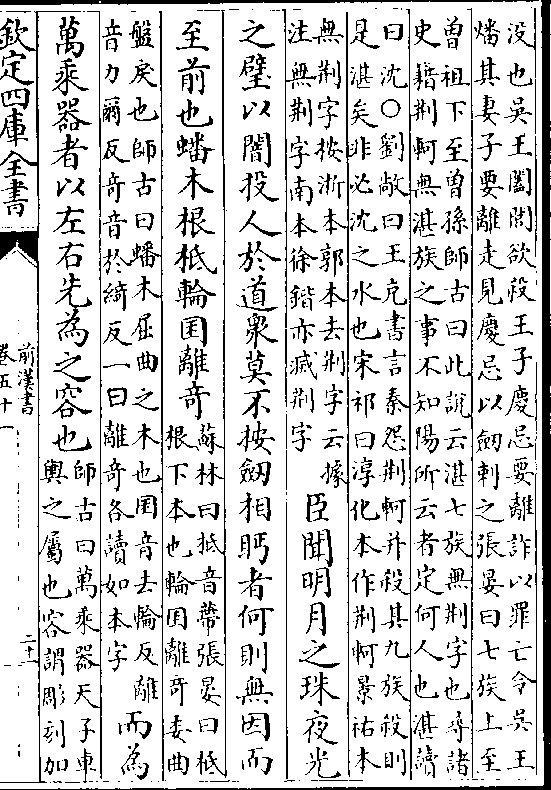 没也吳王闔閭欲殺王子慶忌要離詐以罪亡令吳王
燔其妻子要離走見慶忌以劒刺之張晏曰七族上至
曽祖下至曽孫師古曰此說云湛七族無荆字也尋諸
史籍荆軻無湛族之事不知陽所云者定何人也湛讀
曰沈○劉敞曰王充書言秦怨荆軻并殺其九族殺則
是湛矣非必沈之水也宋祁曰淳化本作荆軻景祐本
無荆字按浙本郭本去荆字云據
注無荆字南本徐鍇亦滅荆字
臣聞明月之珠夜光
之璧以闇投人於道衆莫不按劒相眄者何則無因而
至前也蟠木根柢輪囷離竒
蘇林曰柢音蔕張晏曰柢
根下本也輪囷離竒委曲
盤戾也師古曰蟠木屈曲之木也囷音去輪反離
音力爾反竒音於綺反一曰離竒各讀如本字
而為
萬乘器者以左右先為之容也
師古曰萬乘器天子車
輿之屬也容謂彫刻加
欽定四庫全書
前漢書
卷五十一
二十一